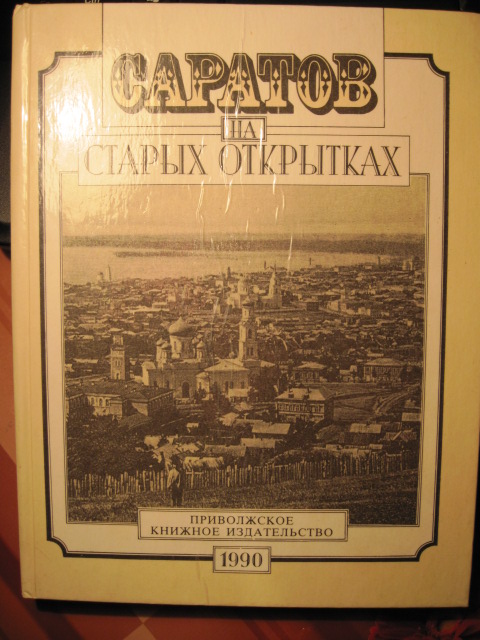 САРАТОВ
НА
СТАРЫХ ОТКРЫТКАХ
ПРИВОЛЖСКОЕ
КНИЖНОЕ ИЗДАТЕЛЬСТВО
1990